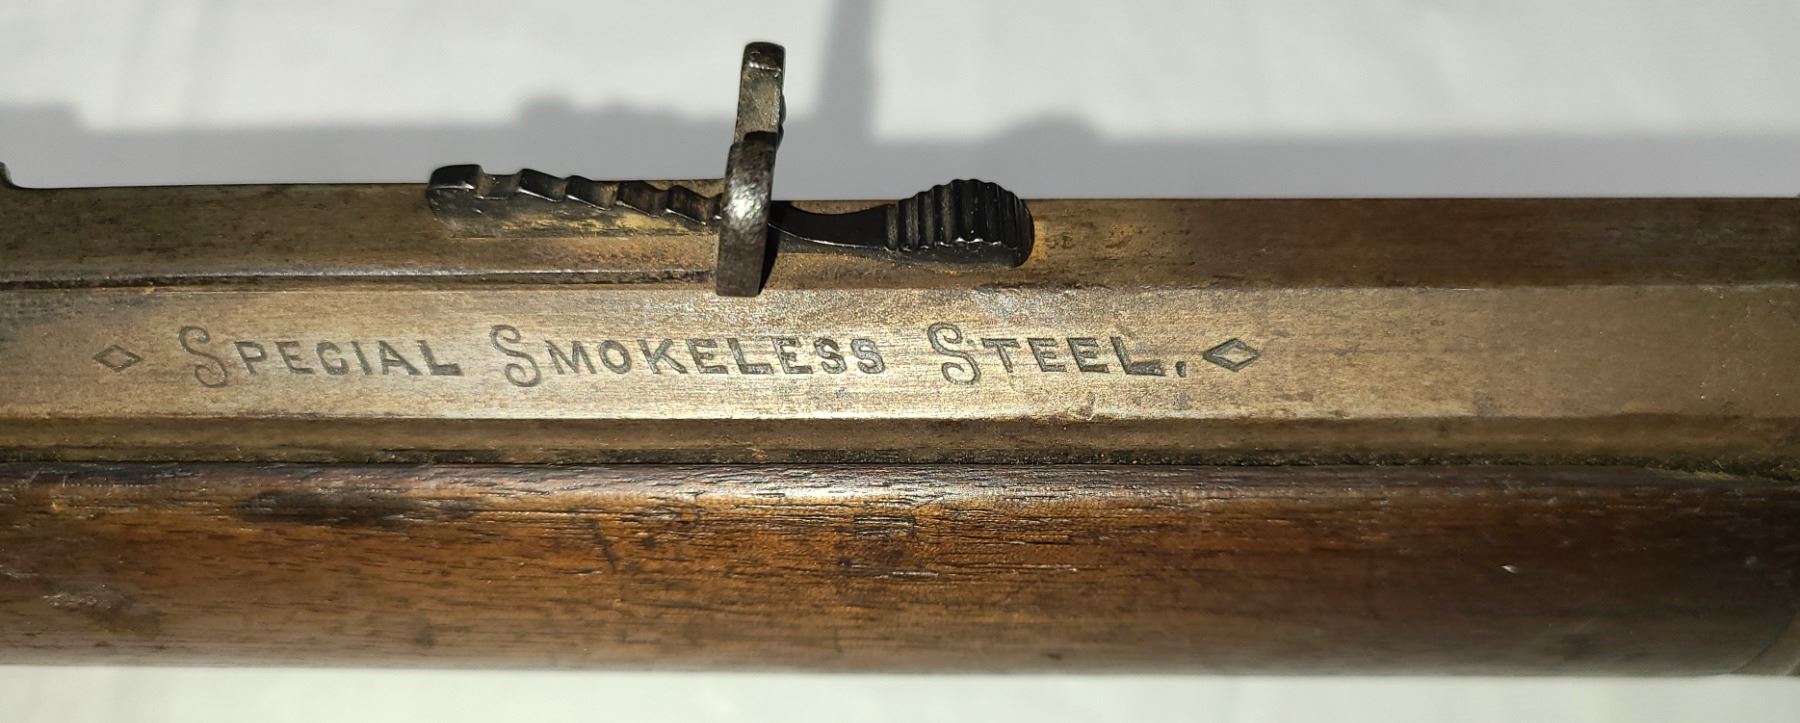 ◇ SPECIAL SMOKELESS STEEL. ◇